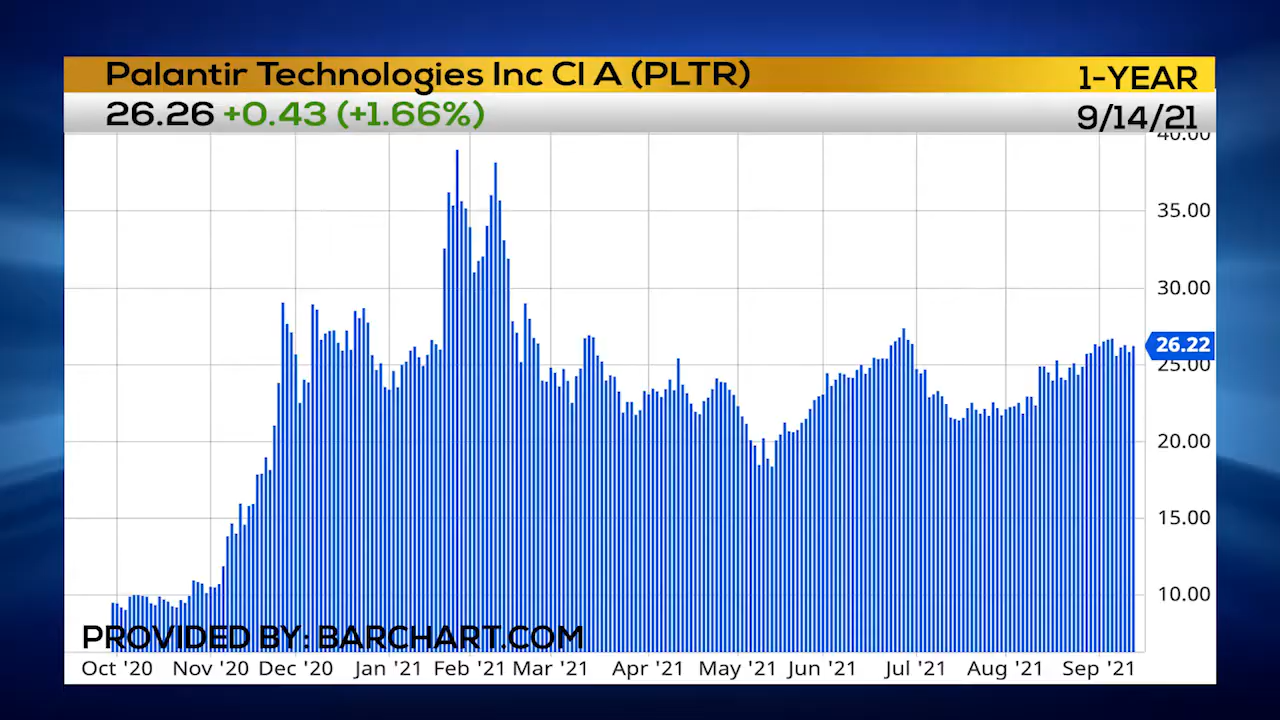 Palantir Technologies Inc Cl A (PLTR)
1-YEAR
26.26 +0.43 (+1.66%)
9/14/21
40.00
35.00
30.00
26.22
25.00
20.00
15.00
10.00
PROVIDED BY: BARCHART.COM
Oct '20 Nov '20 Dec '20 Jan '21 Feb '21 Mar '21 Apr '21 May '21 Jun '21 Jul '21 Aug '21 Sep '21